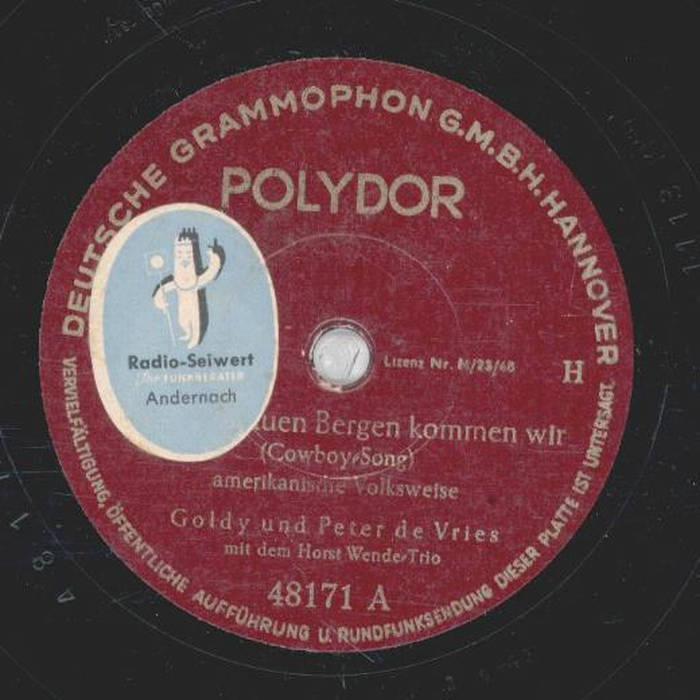 DEUTSCHE GRAMMOPHON G.M.B.H. HANNOVER
POLYDOR
Radio-Seiwert
Ihr FUNKBERATER
Andernach
Lizenz Nr. M/23/48
H
uen Bergen kommen wir
(Cowboy-Song)
amerikanische Volksweise
Goldy und Peter de Vries
mit dem Horst Wende-Trio
48171 A
VERVIELFÄLTIGUNG, ÖFFENTLICHE AUFFÜHRUNG U. RUNDFUNKSENDUNG DIESER PLATTE IST UNTERSAGT.